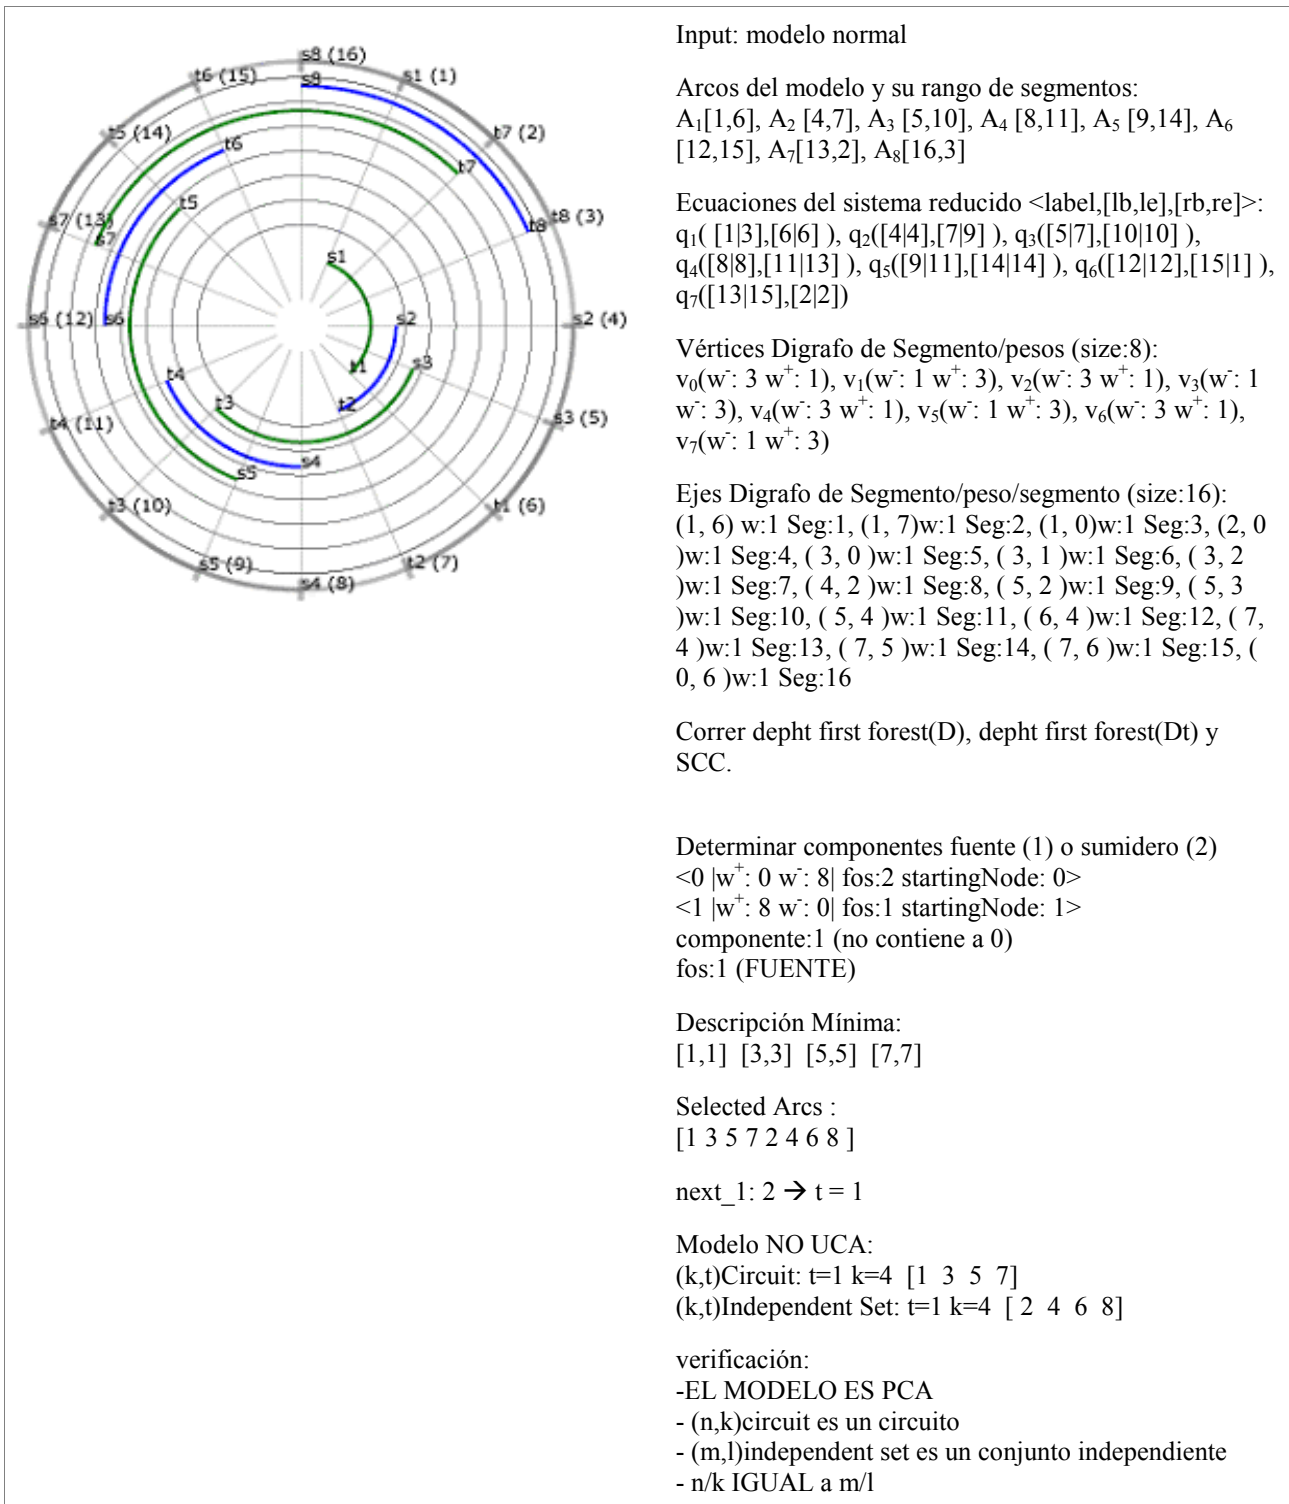 s8 (16)
t6 (15)
s8
s1 (1)
t5 (14)
t6
t7 (2)
t7
t5
s7 (13)
s7
t8 (3)
t8
s1
s6 (12)
s6
s2
s2 (4)
t4
t1
s3
t3
t2
t4 (11)
s3 (5)
s5
s4
t3 (10)
t1 (6)
s5 (9)
t2 (7)
s4 (8)
Input: modelo normal
Arcos del modelo y su rango de segmentos:
A₁[1,6], A₂ [4,7], A₃ [5,10], A₄ [8,11], A₅ [9,14], A₆
[12,15], A₇[13,2], A₈[16,3]
Ecuaciones del sistema reducido <label,[lb,le],[rb,re]>:
q₁( [1|3],[6|6] ), q₂([4|4],[7|9] ), q₃([5|7],[10|10] ),
q₄([8|8],[11|13] ), q₅([9|11],[14|14] ), q₆([12|12],[15|1] ),
q₇([13|15],[2|2])
Vértices Digrafo de Segmento/pesos (size:8):
v₀(w⁻: 3 w⁺: 1), v₁(w⁻: 1 w⁺: 3), v₂(w⁻: 3 w⁺: 1), v₃(w⁻: 1
w⁻: 3), v₄(w⁻: 3 w⁺: 1), v₅(w⁻: 1 w⁺: 3), v₆(w⁻: 3 w⁺: 1),
v₇(w⁻: 1 w⁺: 3)
Ejes Digrafo de Segmento/peso/segmento (size:16):
(1, 6) w:1 Seg:1, (1, 7)w:1 Seg:2, (1, 0)w:1 Seg:3, (2, 0
)w:1 Seg:4, ( 3, 0 )w:1 Seg:5, ( 3, 1 )w:1 Seg:6, ( 3, 2
)w:1 Seg:7, ( 4, 2 )w:1 Seg:8, ( 5, 2 )w:1 Seg:9, ( 5, 3
)w:1 Seg:10, ( 5, 4 )w:1 Seg:11, ( 6, 4 )w:1 Seg:12, ( 7,
4 )w:1 Seg:13, ( 7, 5 )w:1 Seg:14, ( 7, 6 )w:1 Seg:15, (
0, 6 )w:1 Seg:16
Correr depht first forest(D), depht first forest(Dt) y
SCC.
Determinar componentes fuente (1) o sumidero (2)
<0 |w⁺: 0 w⁻: 8| fos:2 startingNode: 0>
<1 |w⁺: 8 w⁻: 0| fos:1 startingNode: 1>
componente:1 (no contiene a 0)
fos:1 (FUENTE)
Descripción Mínima:
[1,1] [3,3] [5,5] [7,7]
Selected Arcs :
[1 3 5 7 2 4 6 8 ]
next_1: 2 → t = 1
Modelo NO UCA:
(k,t)Circuit: t=1 k=4 [1 3 5 7]
(k,t)Independent Set: t=1 k=4 [ 2 4 6 8]
verificación:
-EL MODELO ES PCA
- (n,k)circuit es un circuito
- (m,l)independent set es un conjunto independiente
- n/k IGUAL a m/l